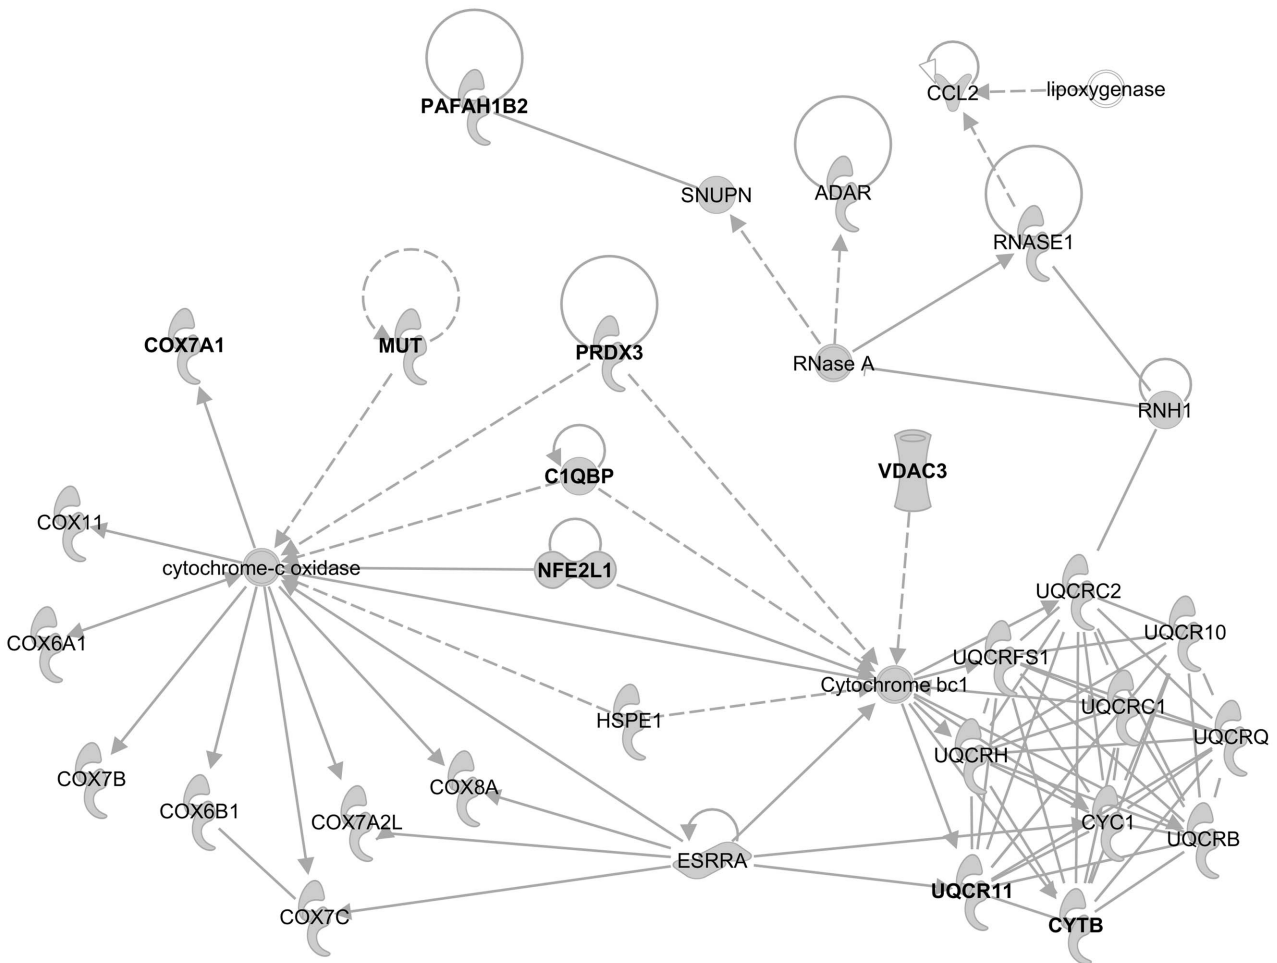 CCL2
lipoxygenase
PAFAH1B2
SNUPN
ADAR
RNASE1
COX7A1
MUT
PRDX3
RNase A
RNH1
C1QBP
VDAC3
COX11
cytochrome-c oxidase
NFE2L1
UQCRC2
COX6A1
UQCR10
UQCRFS1
Cytochrome bc1
UQCRC1
HSPE1
UQCRQ
UQCRH
COX7B
COX8A
COX6B1
COX7A2L
CYC1
UQCRB
ESRRA
UQCR11
COX7C
CYTB